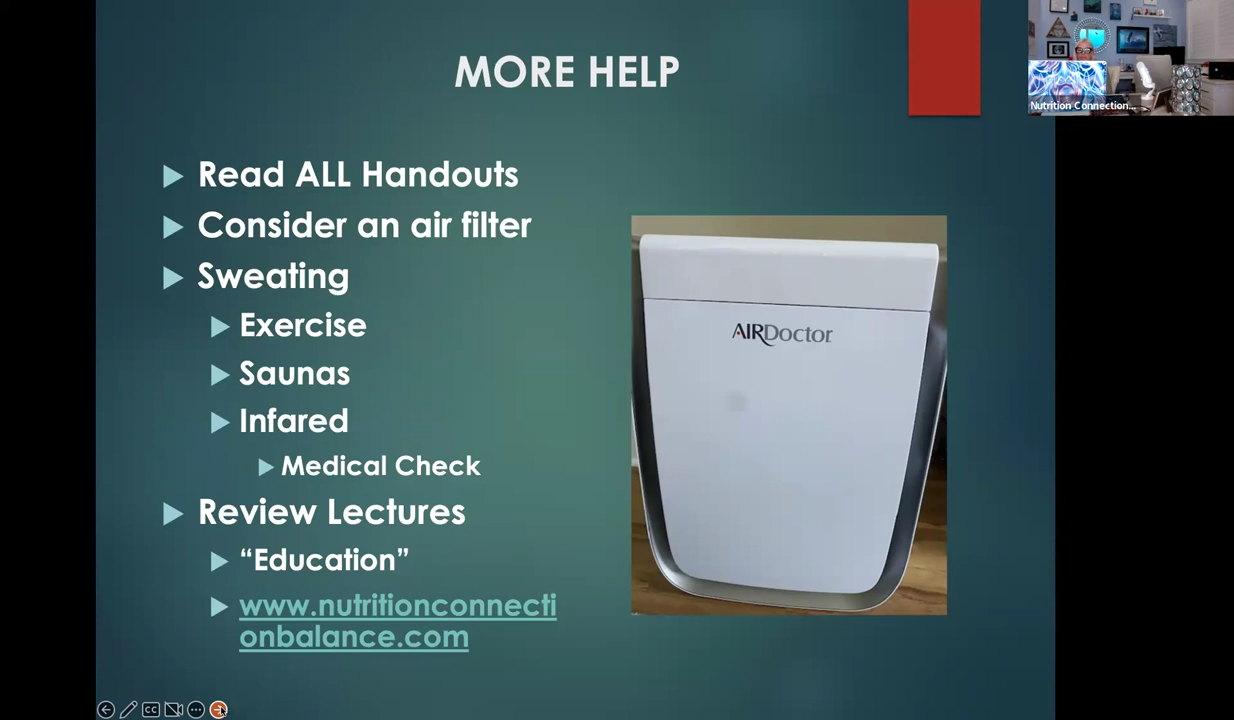 MORE HELP
Nutrition Connection...
Read ALL Handouts
Consider an air filter
Sweating
Exercise
Saunas
Infared
Medical Check
Review Lectures
“Education”
www.nutritionconnecti
onbalance.com
AIRDoctor
CC